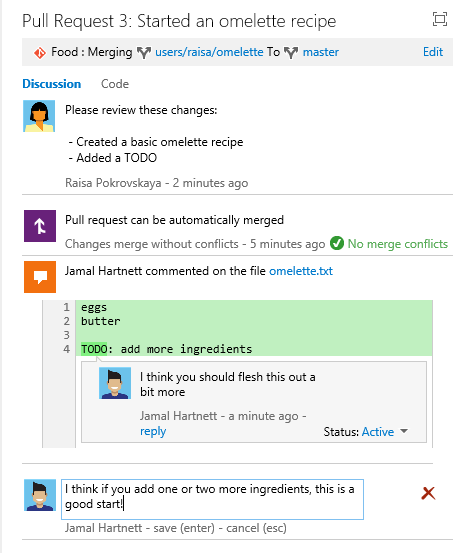 Pull Request 3: Started an omelette recipe
Food : Merging users/raisa/omelette To master Edit
Discussion Code
Please review these changes:
- Created a basic omelette recipe
- Added a TODO
Raisa Pokrovskaya - 2 minutes ago
Pull request can be automatically merged
Changes merge without conflicts - 5 minutes ago No merge conflicts
Jamal Hartnett commented on the file omelette.txt
1 eggs
2 butter
3
4 TODO: add more ingredients
I think you should flesh this out a
bit more
Jamal Hartnett - a minute ago -
reply Status: Active
I think if you add one or two more ingredients, this is a
good start!
Jamal Hartnett - save (enter) - cancel (esc)